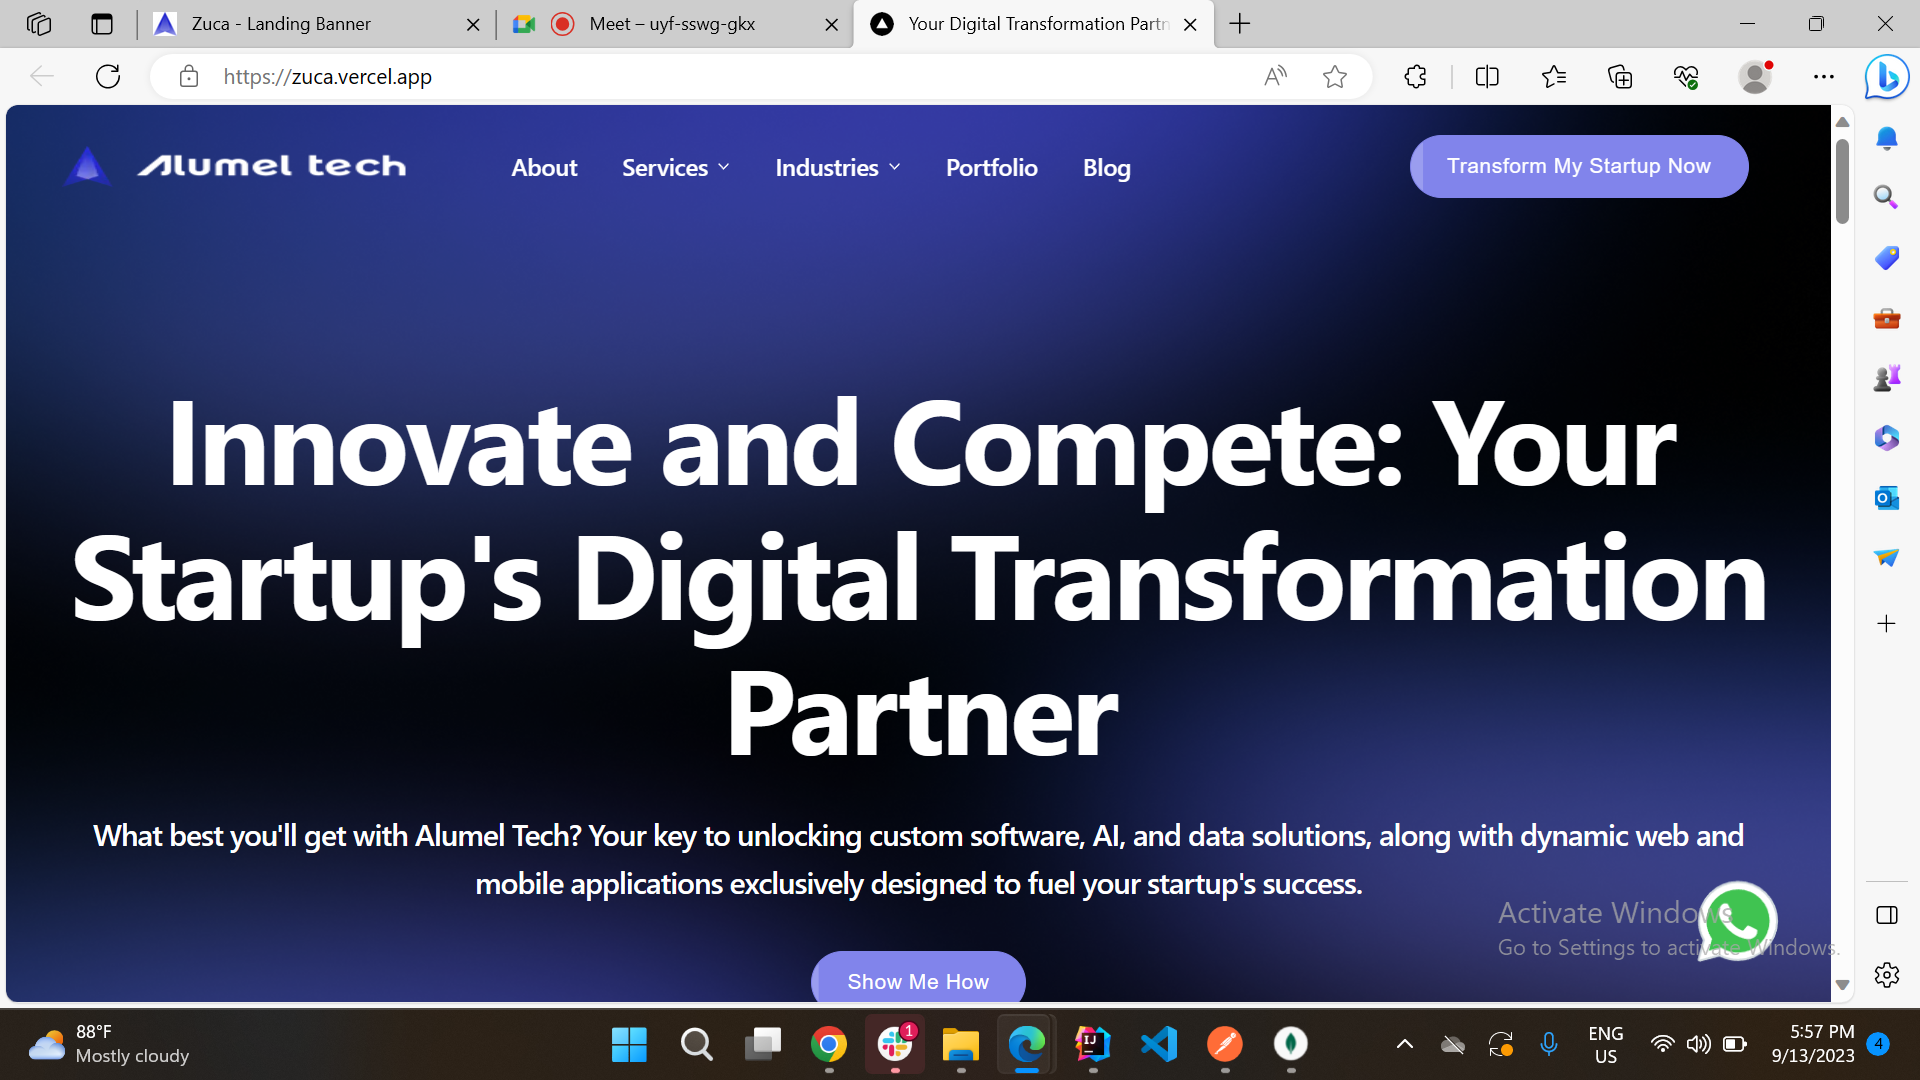 Zuca - Landing Banner
Meet – uyf-sswg-gkx
Your Digital Transformation Partn
https://zuca.vercel.app
Alumel tech
About
Services
Industries
Portfolio
Blog
Transform My Startup Now
Innovate and Compete: Your
Startup's Digital Transformation
Partner
What best you'll get with Alumel Tech? Your key to unlocking custom software, AI, and data solutions, along with dynamic web and
mobile applications exclusively designed to fuel your startup's success.
Show Me How
Activate Windows
Go to Settings to activate Windows.
88°F
Mostly cloudy
1
ENG
US
5:57 PM
9/13/2023
4